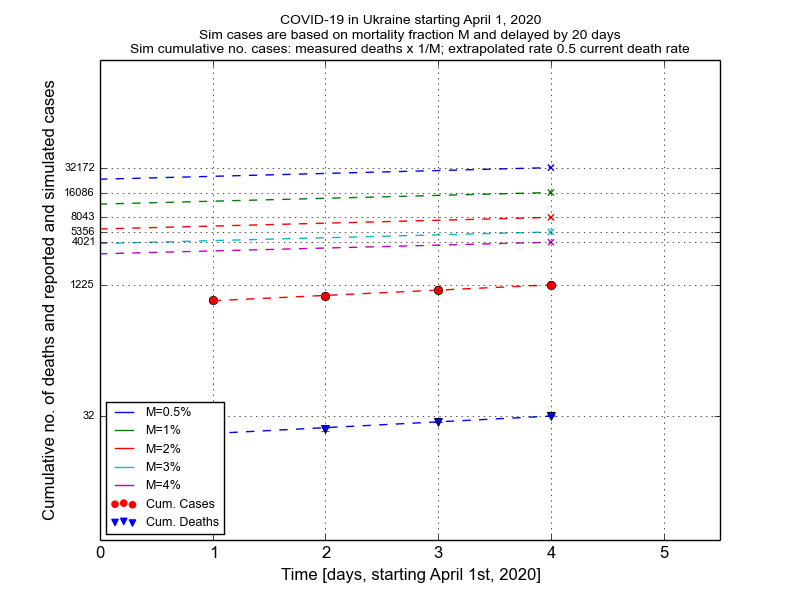 COVID-19 in Ukraine starting April 1, 2020
Sim cases are based on mortality fraction M and delayed by 20 days
Sim cumulative no. cases: measured deaths x 1/M; extrapolated rate 0.5 current death rate
Cumulative no. of deaths and reported and simulated cases
32172
16086
8043
5356
4021
1225
32
M=0.5%
M=1%
M=2%
M=3%
M=4%
Cum. Cases
Cum. Deaths
0 1 2 3 4 5
Time [days, starting April 1st, 2020]